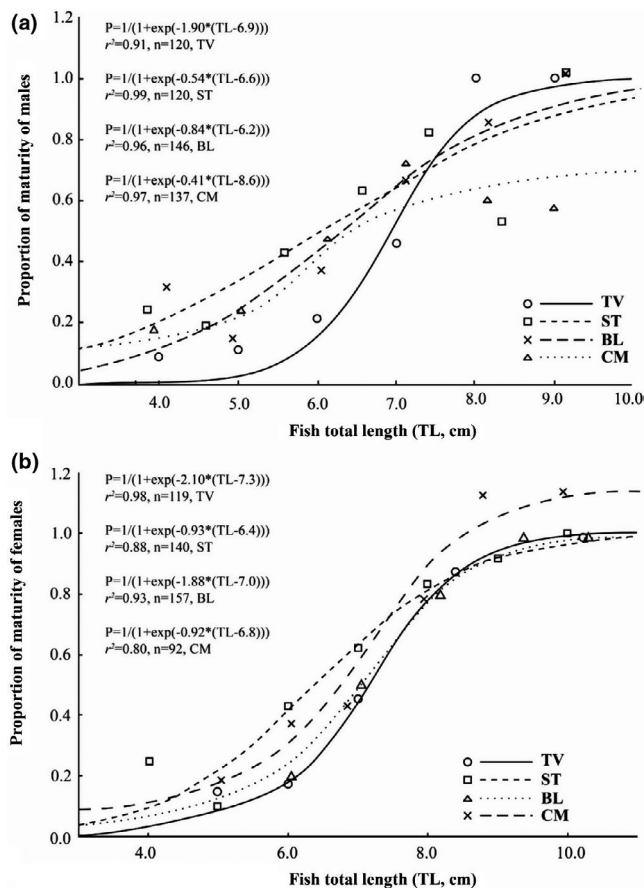 (a)
P=1/(1+exp(-1.90*(TL-6.9)))
r²=0.91, n=120, TV
P=1/(1+exp(-0.54*(TL-6.6)))
r²=0.99, n=120, ST
P=1/(1+exp(-0.84*(TL-6.2)))
r²=0.96, n=146, BL
P=1/(1+exp(-0.41*(TL-8.6)))
r²=0.97, n=137, CM
Proportion of maturity of males
1.2
1.0
0.8
0.6
0.4
0.2
0.0
TV
ST
BL
CM
4.0 5.0 6.0 7.0 8.0 9.0 10.00
Fish total length (TL, cm)
(b)
P=1/(1+exp(-2.10*(TL-7.3)))
r²=0.98, n=119, TV
P=1/(1+exp(-0.93*(TL-6.4)))
r²=0.88, n=140, ST
P=1/(1+exp(-1.88*(TL-7.0)))
r²=0.93, n=157, BL
P=1/(1+exp(-0.92*(TL-6.8)))
r²=0.80, n=92, CM
Proportion of maturity of females
1.2
1.0
0.8
0.6
0.4
0.2
0.0
TV
ST
BL
CM
4.0 6.0 8.0 10.0
Fish total length (TL, cm)